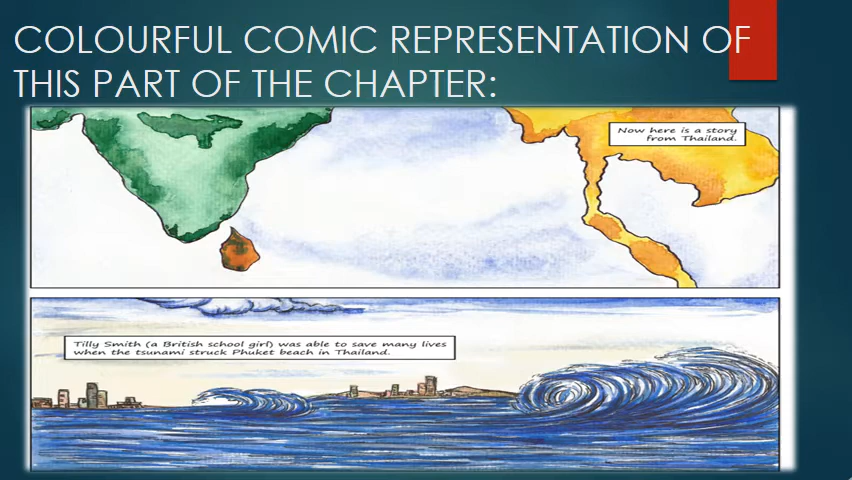 COLOURFUL COMIC REPRESENTATION OF
THIS PART OF THE CHAPTER:
Now here is a story
from Thailand.
Tilly Smith (a British school girl) was able to save many lives
when the tsunami struck Phuket beach in Thailand.